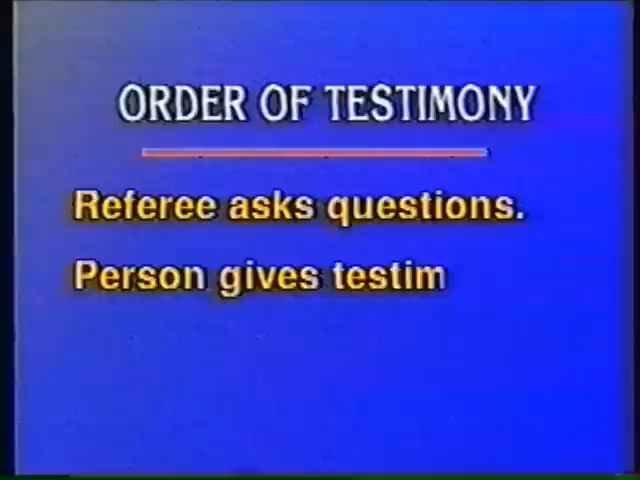 ORDER OF TESTIMONY
Referee asks questions.
Person gives testim